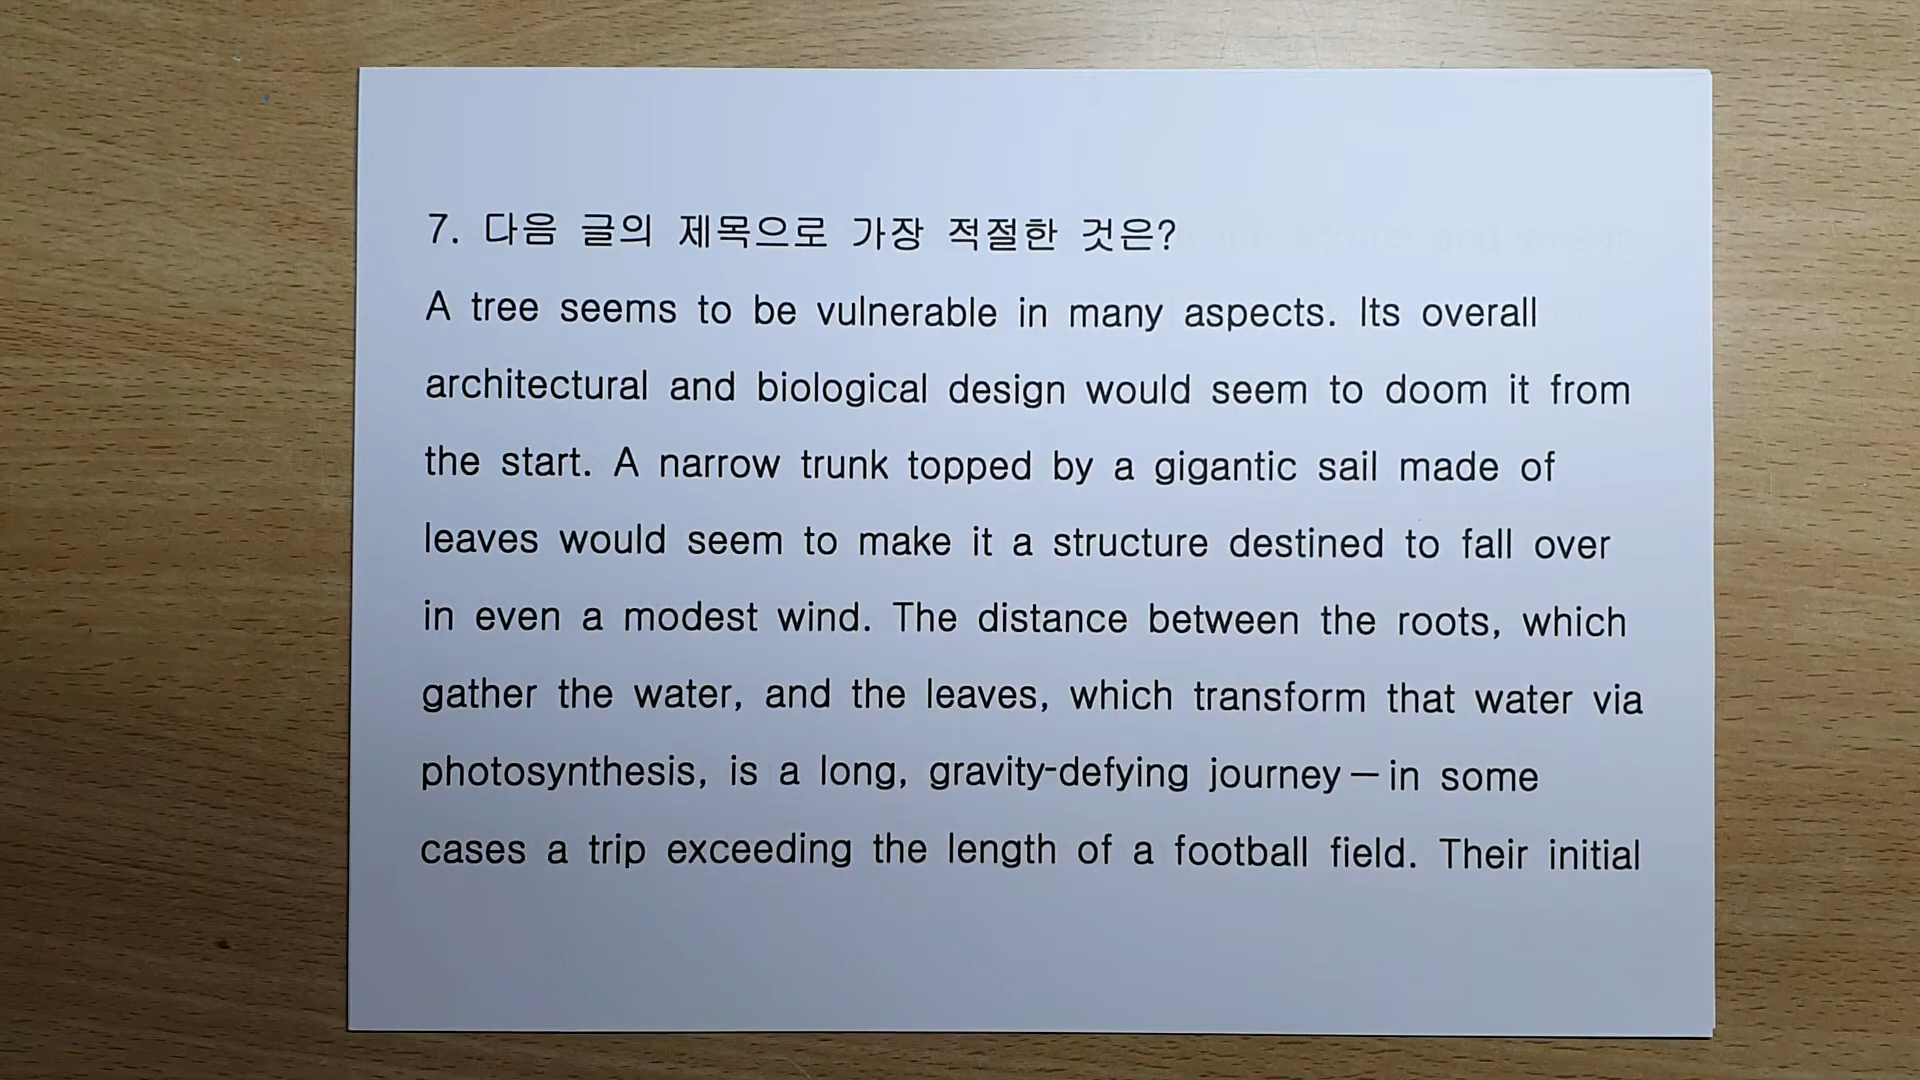 7. 다음 글의 제목으로 가장 적절한 것은?
A tree seems to be vulnerable in many aspects. Its overall
architectural and biological design would seem to doom it from
the start. A narrow trunk topped by a gigantic sail made of
leaves would seem to make it a structure destined to fall over
in even a modest wind. The distance between the roots, which
gather the water, and the leaves, which transform that water via
photosynthesis, is a long, gravity-defying journey—in some
cases a trip exceeding the length of a football field. Their initial